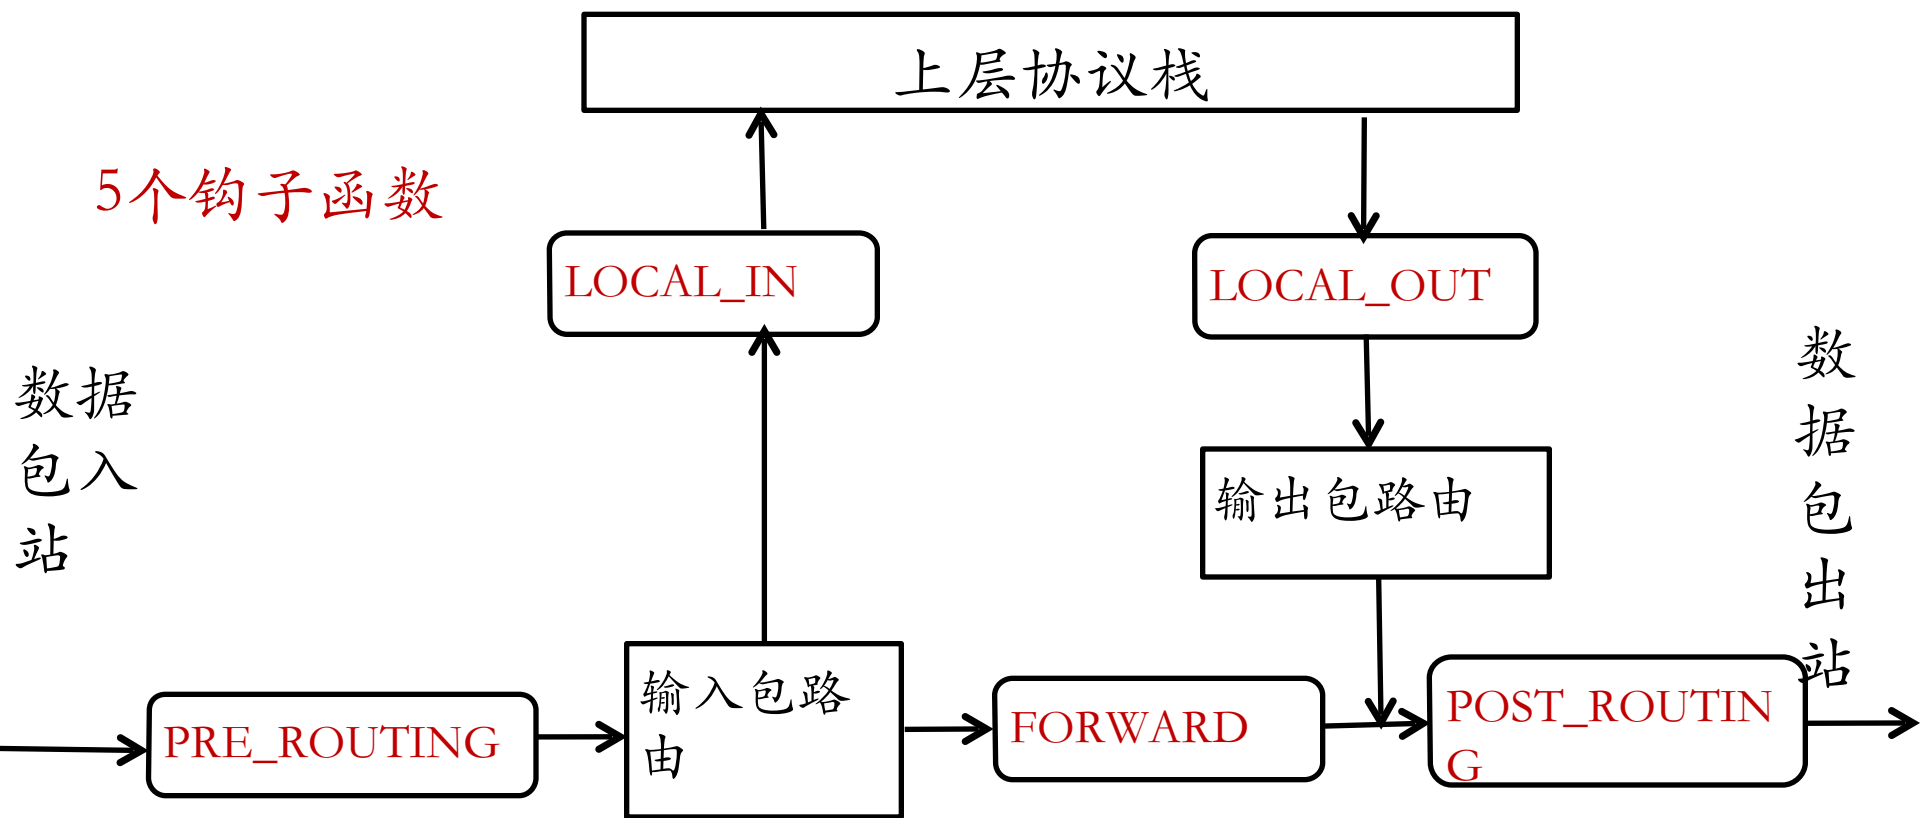 上层协议栈
5个钩子函数
LOCAL_IN
LOCAL_OUT
数据
包入
站
数
据
包
出
站
输出包路由
PRE_ROUTING
输入包路
由
FORWARD
POST_ROUTIN
G